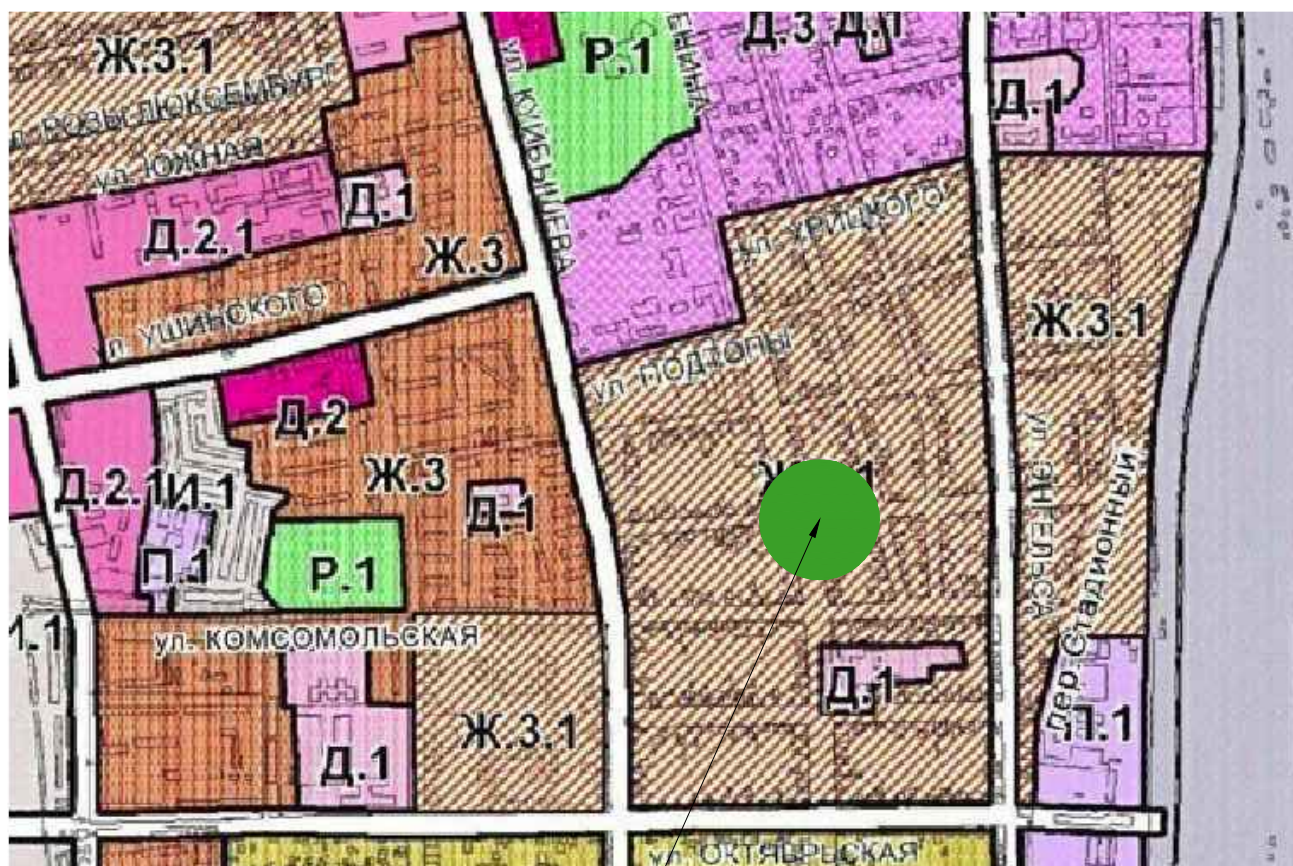 Ж.3.1
Р.1
Д.3
Д.1
Д.1
ул. КУЙБЫШЕВА
ул. ЮЖНАЯ
Д.1
Д.2.1
Ж.3
ул. УРИЦКОГО
ул. УШИНСКОГО
Ж.3.1
ул. ПОДЗОПЫ
Д.2
Ж.3
Д.2.1
И.1
Д.1
П.1
Р.1
ул. ЭНГЕЛЬСА
пер. Стадионный
ул. КОМСОМОЛЬСКАЯ
Д.1
П.1
Ж.3.1
Д.1
ул. ОКТЯБРЬСКАЯ